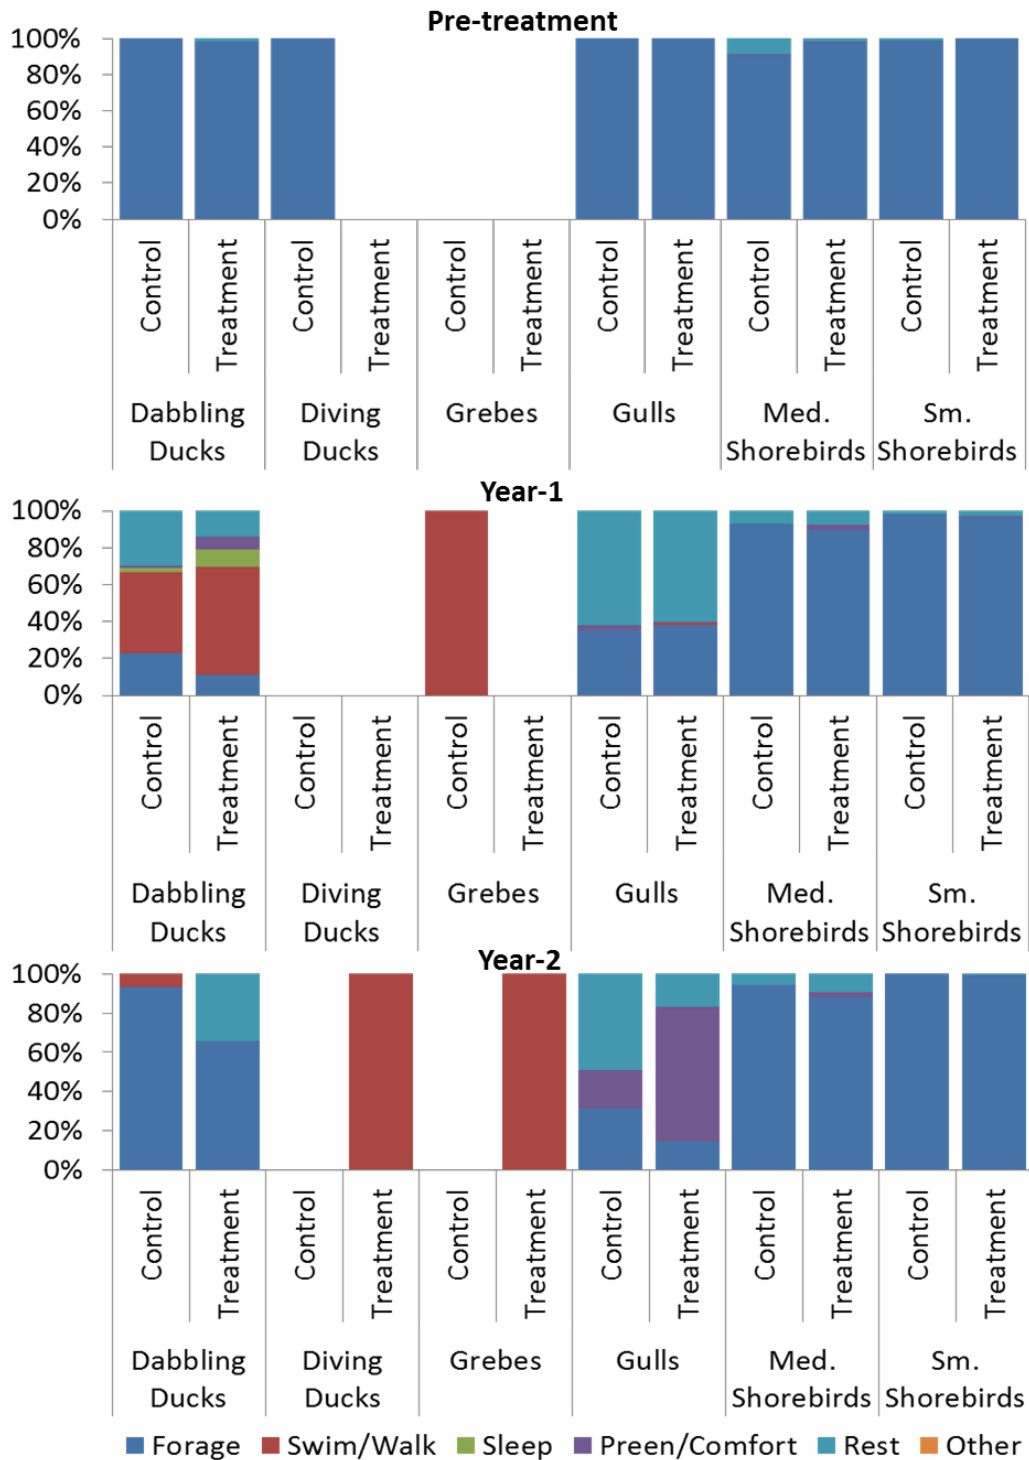 Pre-treatment
100%
80%
60%
40%
20%
0%
Control Treatment Control Treatment Control Treatment Control Treatment Control Treatment Control Treatment
Dabbling Diving Grebes Gulls Med. Sm.
Ducks Ducks Shorebirds Shorebirds
Year-1
100%
80%
60%
40%
20%
0%
Control Treatment Control Treatment Control Treatment Control Treatment Control Treatment Control Treatment
Dabbling Diving Grebes Gulls Med. Sm.
Ducks Ducks Shorebirds Shorebirds
Year-2
100%
80%
60%
40%
20%
0%
Control Treatment Control Treatment Control Treatment Control Treatment Control Treatment Control Treatment
Dabbling Diving Grebes Gulls Med. Sm.
Ducks Ducks Shorebirds Shorebirds
Forage Swim/Walk Sleep Preen/Comfort Rest Other